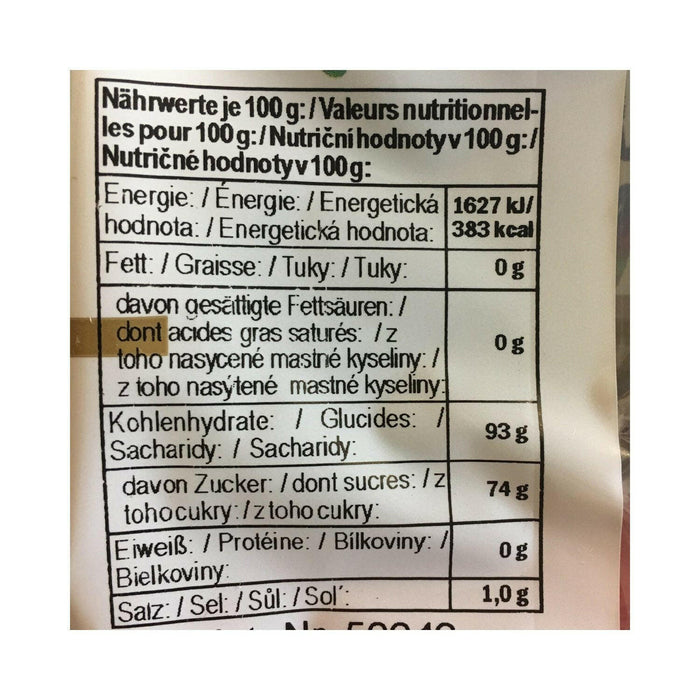 Nährwerte je 100 g: / Valeurs nutritionnel-
les pour 100 g: / Nutriční hodnoty v 100 g: /
Nutričné hodnoty v 100 g:
Energie: / Énergie: / Energetická
hodnota: / Energetická hodnota:
1627 kJ/
383 kcal
Fett: / Graisse: / Tuky: / Tuky:
0 g
davon gesättigte Fettsäuren: /
dont acides gras saturés: / z
toho nasycené mastné kyseliny: /
z toho nasýtené mastné kyseliny:
0 g
Kohlenhydrate: / Glucides: /
Sacharidy: / Sacharidy:
93 g
davon Zucker: / dont sucres: / z
toho cukry: / z toho cukry:
74 g
Eiweiß: / Protéine: / Bílkoviny: /
Bielkoviny:
0 g
Salz: / Sel: / Sůl: / Sol´:
1,0 g